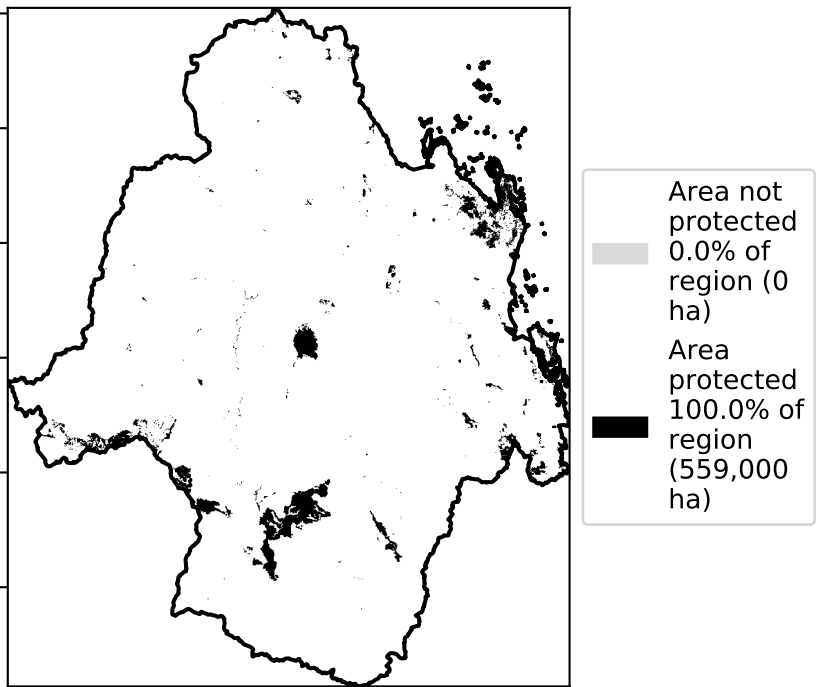 Area not
protected
0.0% of
region (0
ha)
Area
protected
100.0% of
region
(559,000
ha)